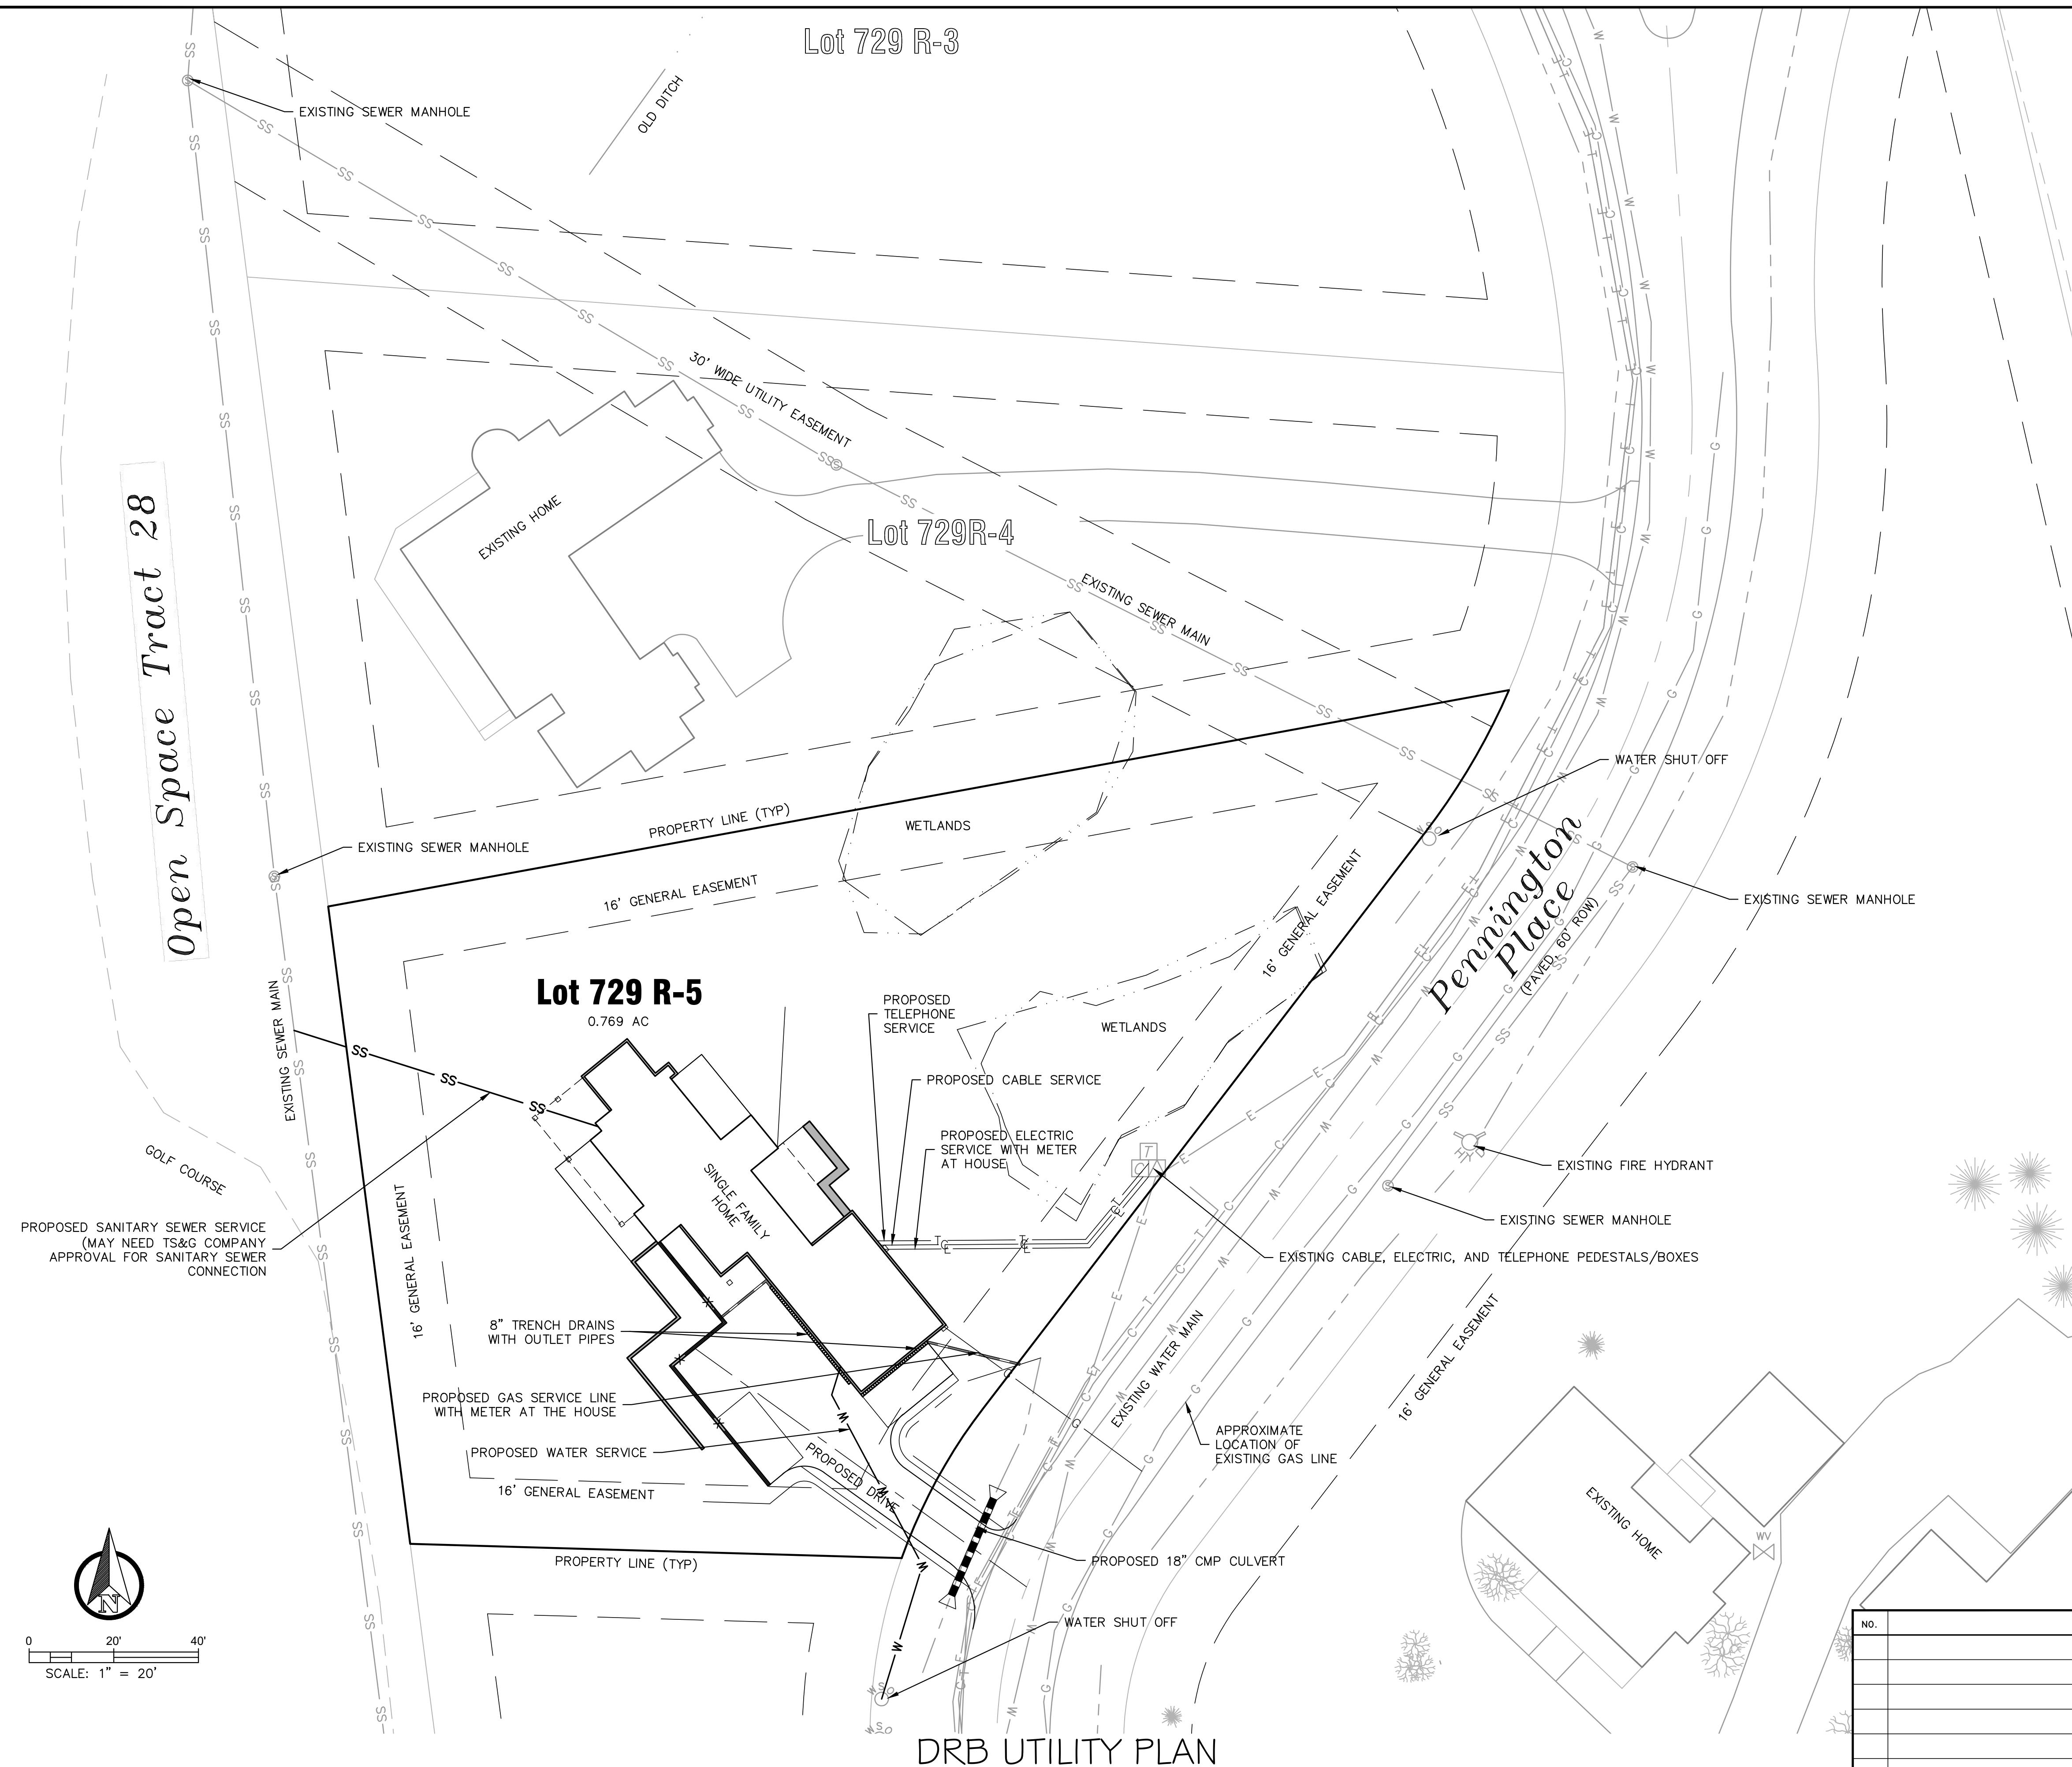 Lot 729 R-3
OLD DITCH
EXISTING SEWER MANHOLE
30' WIDE UTILITY EASEMENT
EXISTING HOME
Lot 729R-4
EXISTING SEWER MAIN
Open Space Tract 28
WATER SHUT OFF
WSO
PROPERTY LINE (TYP)
WETLANDS
EXISTING SEWER MANHOLE
16' GENERAL EASEMENT
16' GENERAL EASEMENT
Pennington
Place
(PAVED, 60' ROW)
EXISTING SEWER MANHOLE
Lot 729 R-5
0.769 AC
EXISTING SEWER MAIN
PROPOSED
TELEPHONE
SERVICE
WETLANDS
PROPOSED CABLE SERVICE
PROPOSED ELECTRIC
SERVICE WITH METER
AT HOUSE
SS
SS
SS
GOLF COURSE
SINGLE FAMILY
HOME
HYD
EXISTING FIRE HYDRANT
EXISTING SEWER MANHOLE
PROPOSED SANITARY SEWER SERVICE
(MAY NEED TS&G COMPANY
APPROVAL FOR SANITARY SEWER
CONNECTION
16' GENERAL EASEMENT
EXISTING CABLE, ELECTRIC, AND TELEPHONE PEDESTALS/BOXES
8" TRENCH DRAINS
WITH OUTLET PIPES
EXISTING WATER MAIN
16' GENERAL EASEMENT
PROPOSED GAS SERVICE LINE
WITH METER AT THE HOUSE
PROPOSED WATER SERVICE
APPROXIMATE
LOCATION OF
EXISTING GAS LINE
PROPOSED DRIVE
16' GENERAL EASEMENT
EXISTING HOME
WV
PROPERTY LINE (TYP)
PROPOSED 18" CMP CULVERT
WATER SHUT OFF
WSO
WSO
N
0 20' 40'
SCALE: 1" = 20'
NO.
DRB UTILITY PLAN